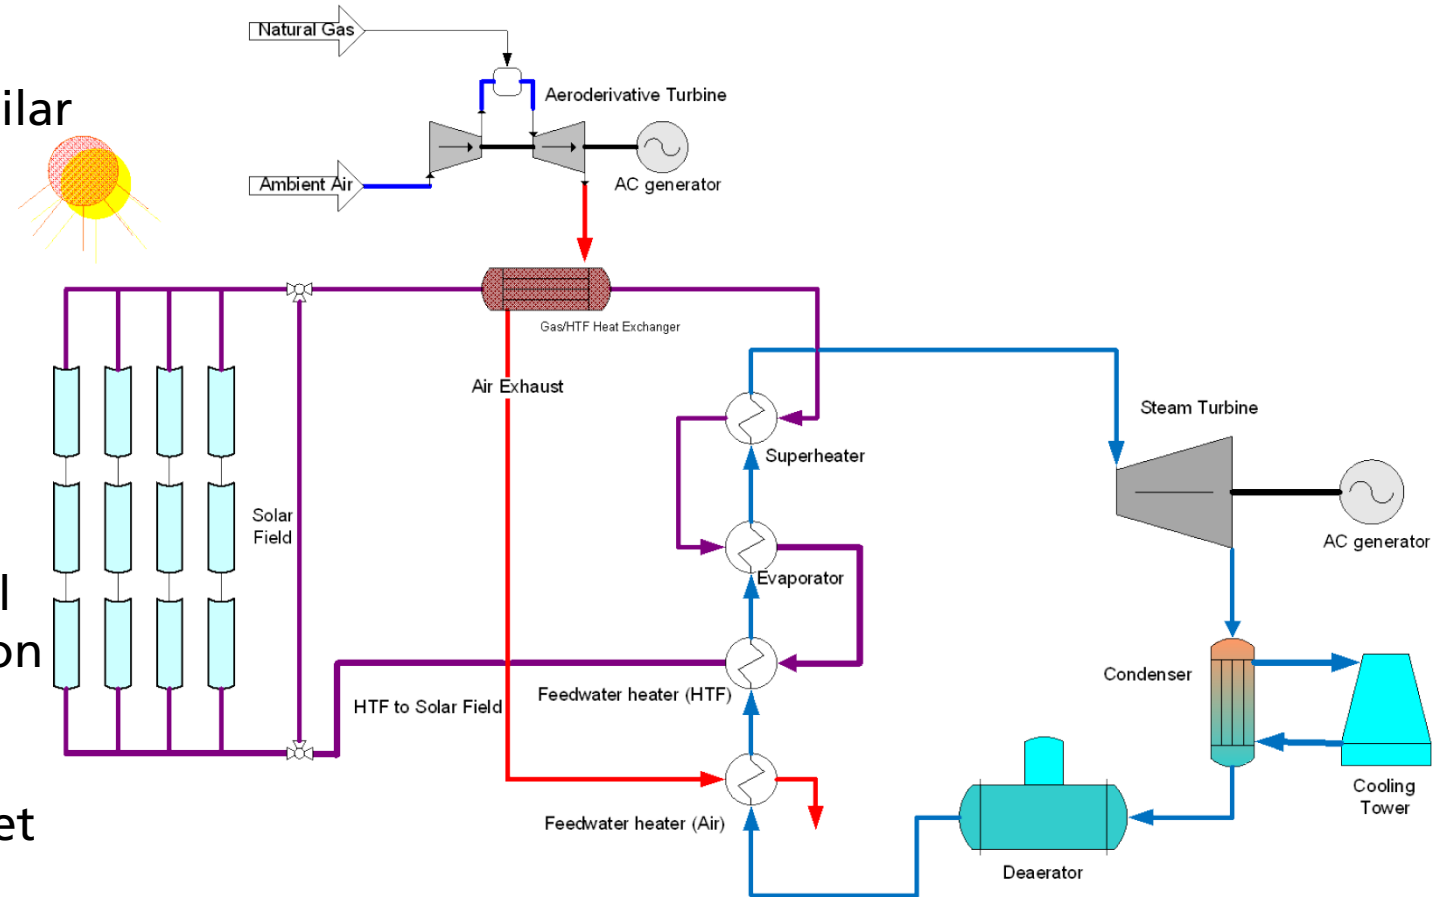 Natural Gas
ilar
Aeroderivative Turbine
Ambient Air
AC generator
Gas/HTF Heat Exchanger
Air Exhaust
Steam Turbine
Superheater
Solar
Field
AC generator
Evaporator
l
on
Condenser
Feedwater heater (HTF)
HTF to Solar Field
Cooling
Tower
et
Feedwater heater (Air)
Deaerator